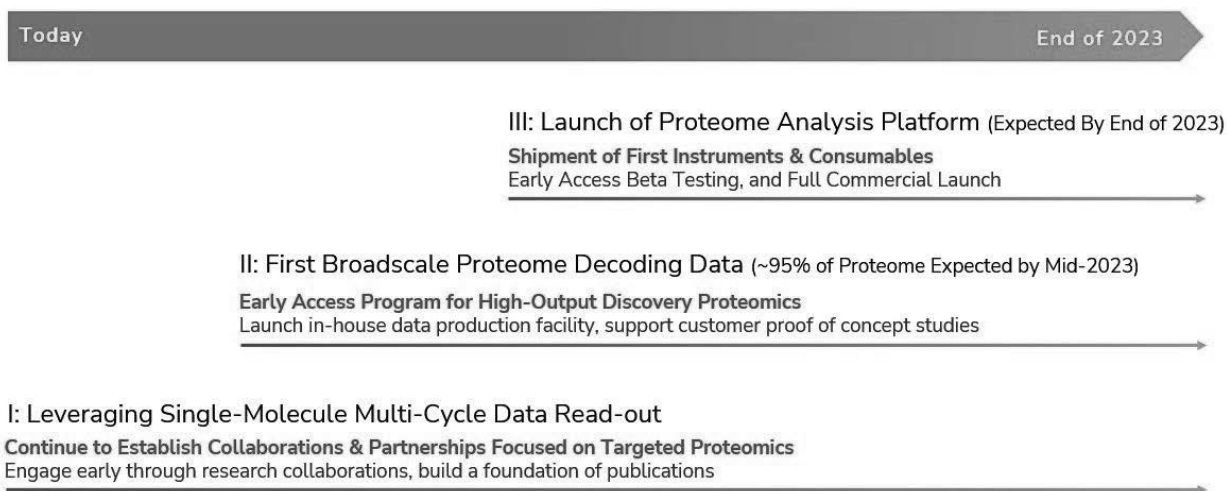 Today
End of 2023
III: Launch of Proteome Analysis Platform (Expected By End of 2023)
Shipment of First Instruments & Consumables
Early Access Beta Testing, and Full Commercial Launch
II: First Broadscale Proteome Decoding Data (~95% of Proteome Expected by Mid-2023)
Early Access Program for High-Output Discovery Proteomics
Launch in-house data production facility, support customer proof of concept studies
I: Leveraging Single-Molecule Multi-Cycle Data Read-out
Continue to Establish Collaborations & Partnerships Focused on Targeted Proteomics
Engage early through research collaborations, build a foundation of publications